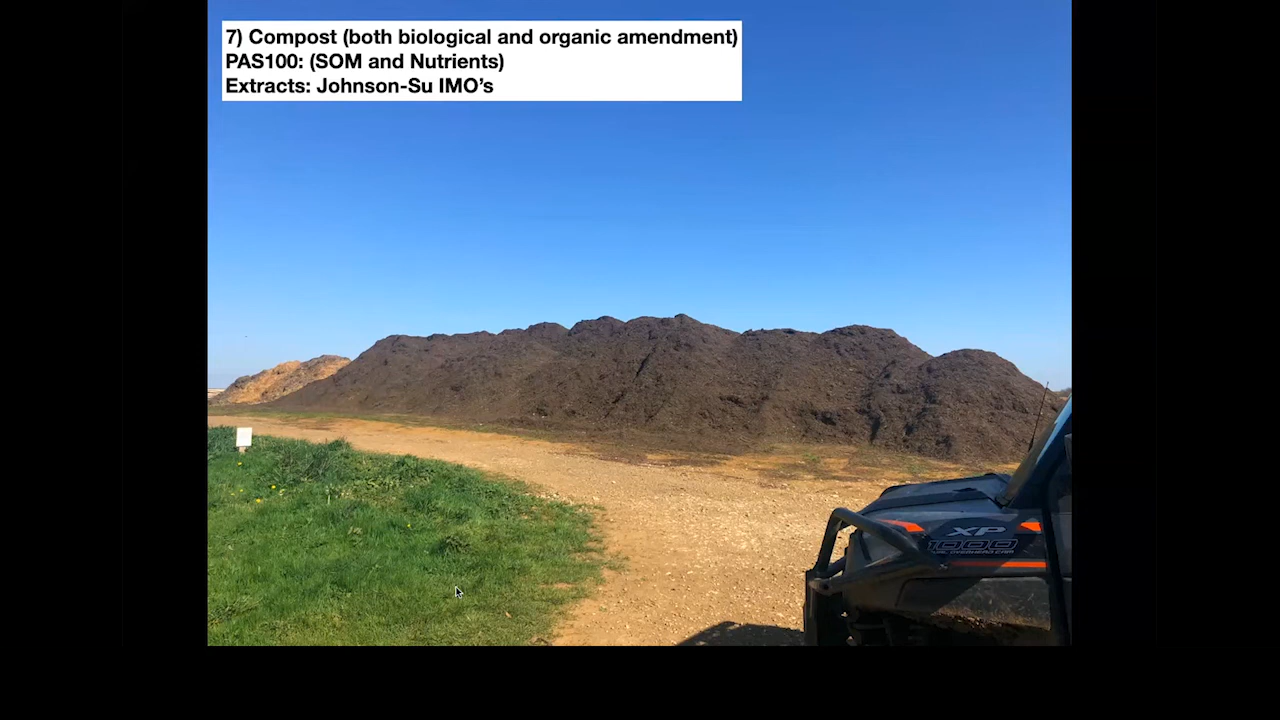 7) Compost (both biological and organic amendment)
PAS100: (SOM and Nutrients)
Extracts: Johnson-Su IMO’s
XP
1000